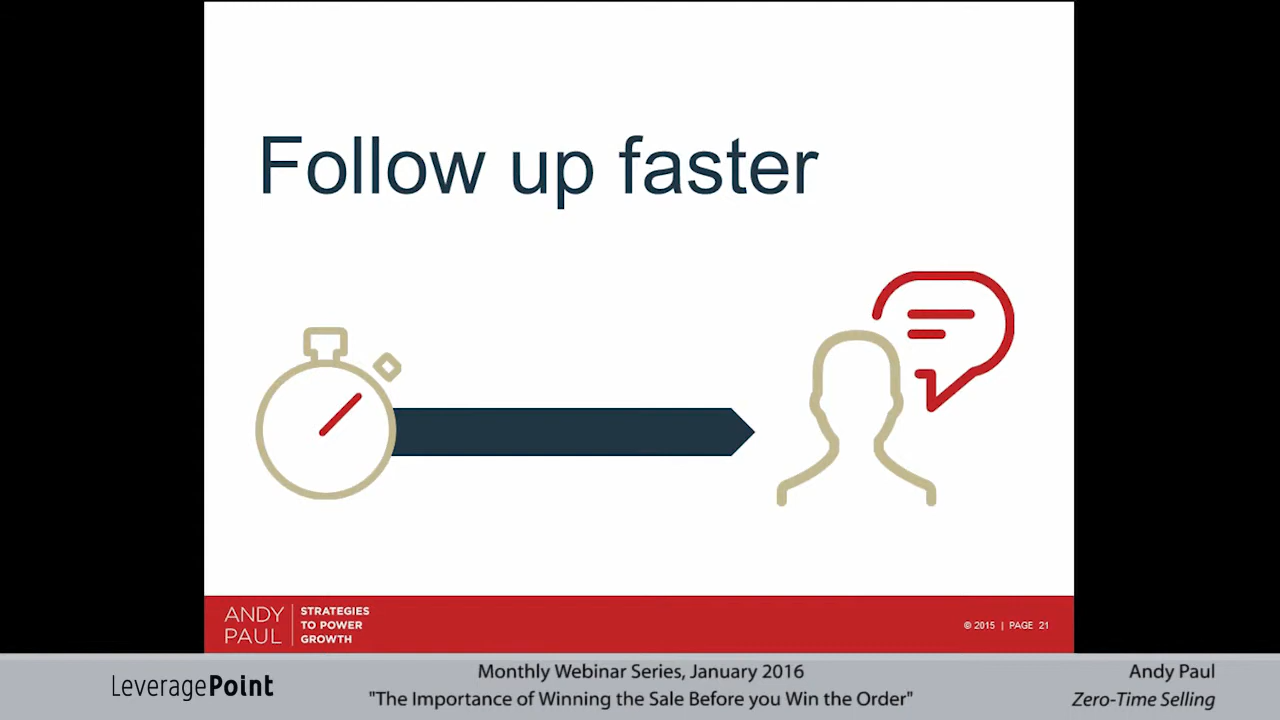 Follow up faster
ANDY PAUL
STRATEGIES TO POWER GROWTH
© 2015 | PAGE 21
LeveragePoint
Monthly Webinar Series, January 2016
"The Importance of Winning the Sale Before you Win the Order"
Andy Paul
Zero-Time Selling